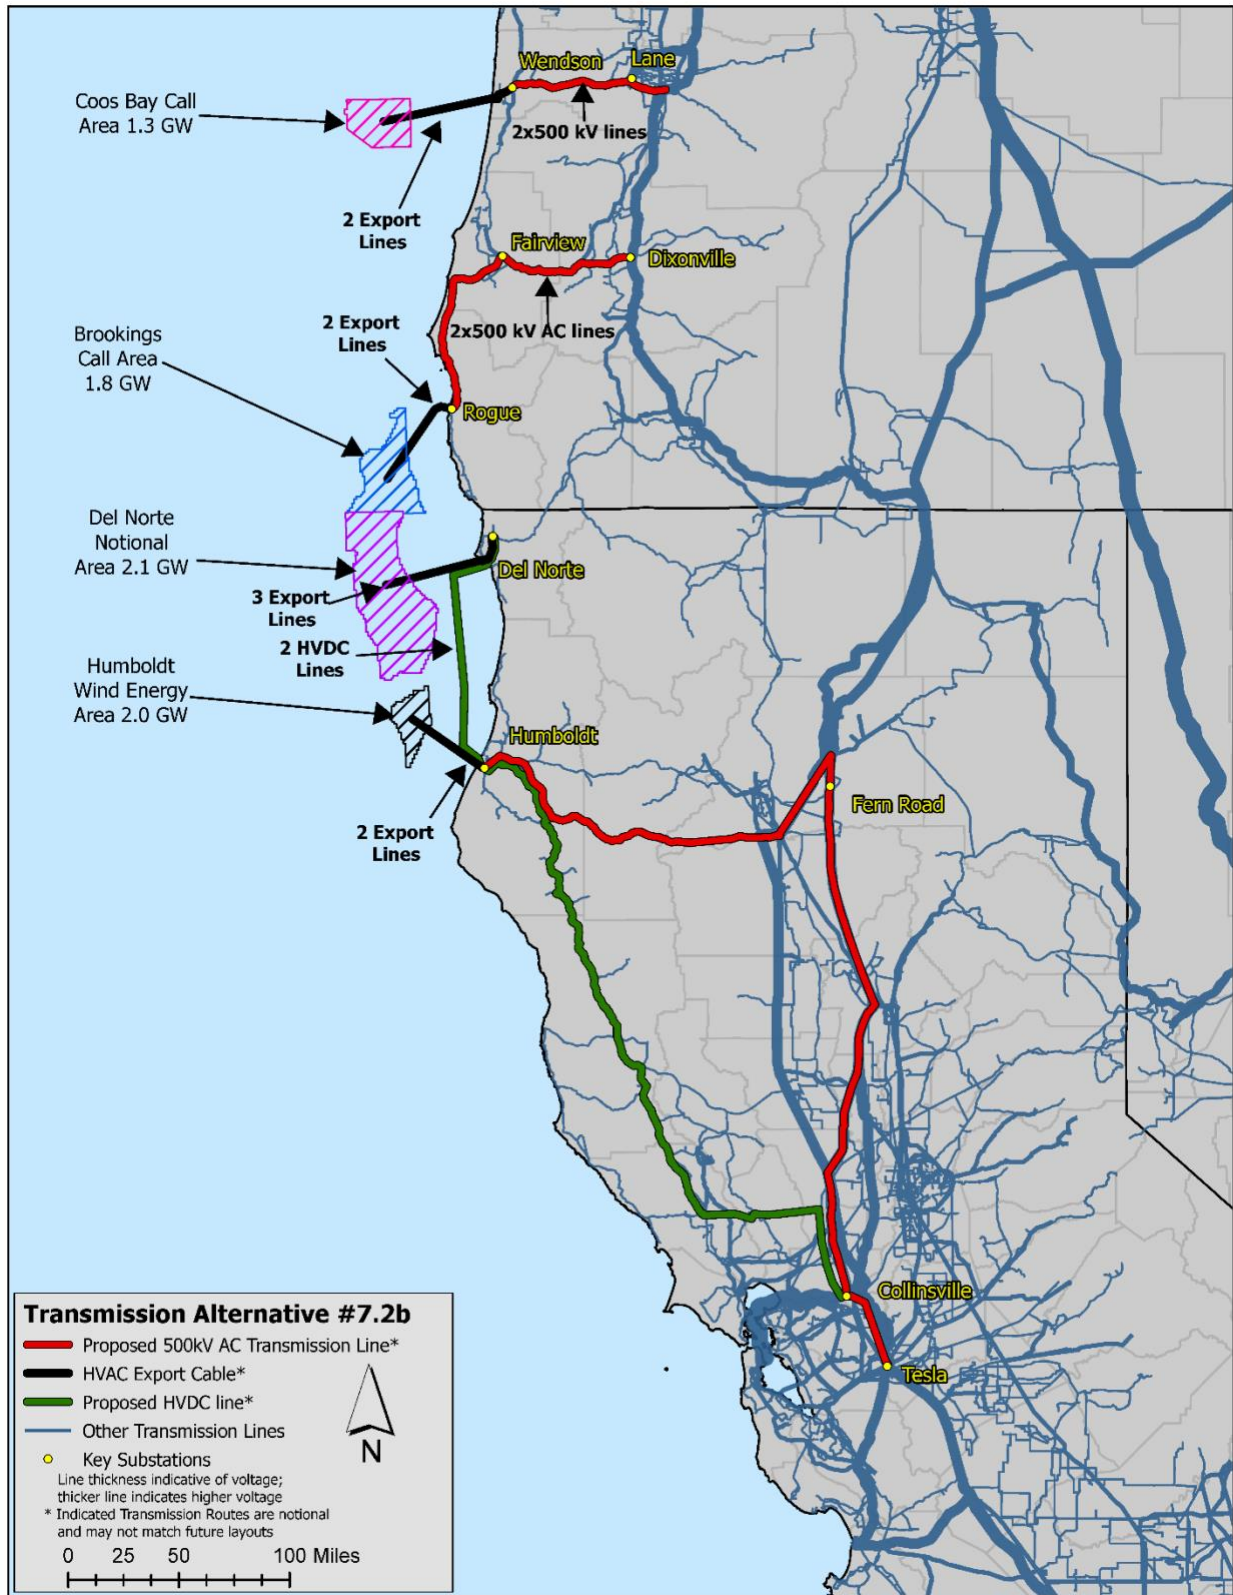 Wendson
Lane
Coos Bay Call
Area 1.3 GW
2x500 kV lines
2 Export
Lines
Fairview
Dixonville
2 Export
Lines
2x500 kV AC lines
Brookings
Call Area
1.8 GW
Rogue
Del Norte
Notional
Area 2.1 GW
Del Norte
3 Export
Lines
2 HVDC
Lines
Humboldt
Wind Energy
Area 2.0 GW
Humboldt
Fern Road
2 Export
Lines
Collinsville
Tesla
Transmission Alternative #7.2b
Proposed 500kV AC Transmission Line*
HVAC Export Cable*
Proposed HVDC line*
Other Transmission Lines
Key Substations
Line thickness indicative of voltage;
thicker line indicates higher voltage
* Indicated Transmission Routes are notional
and may not match future layouts
N
0 25 50 100 Miles